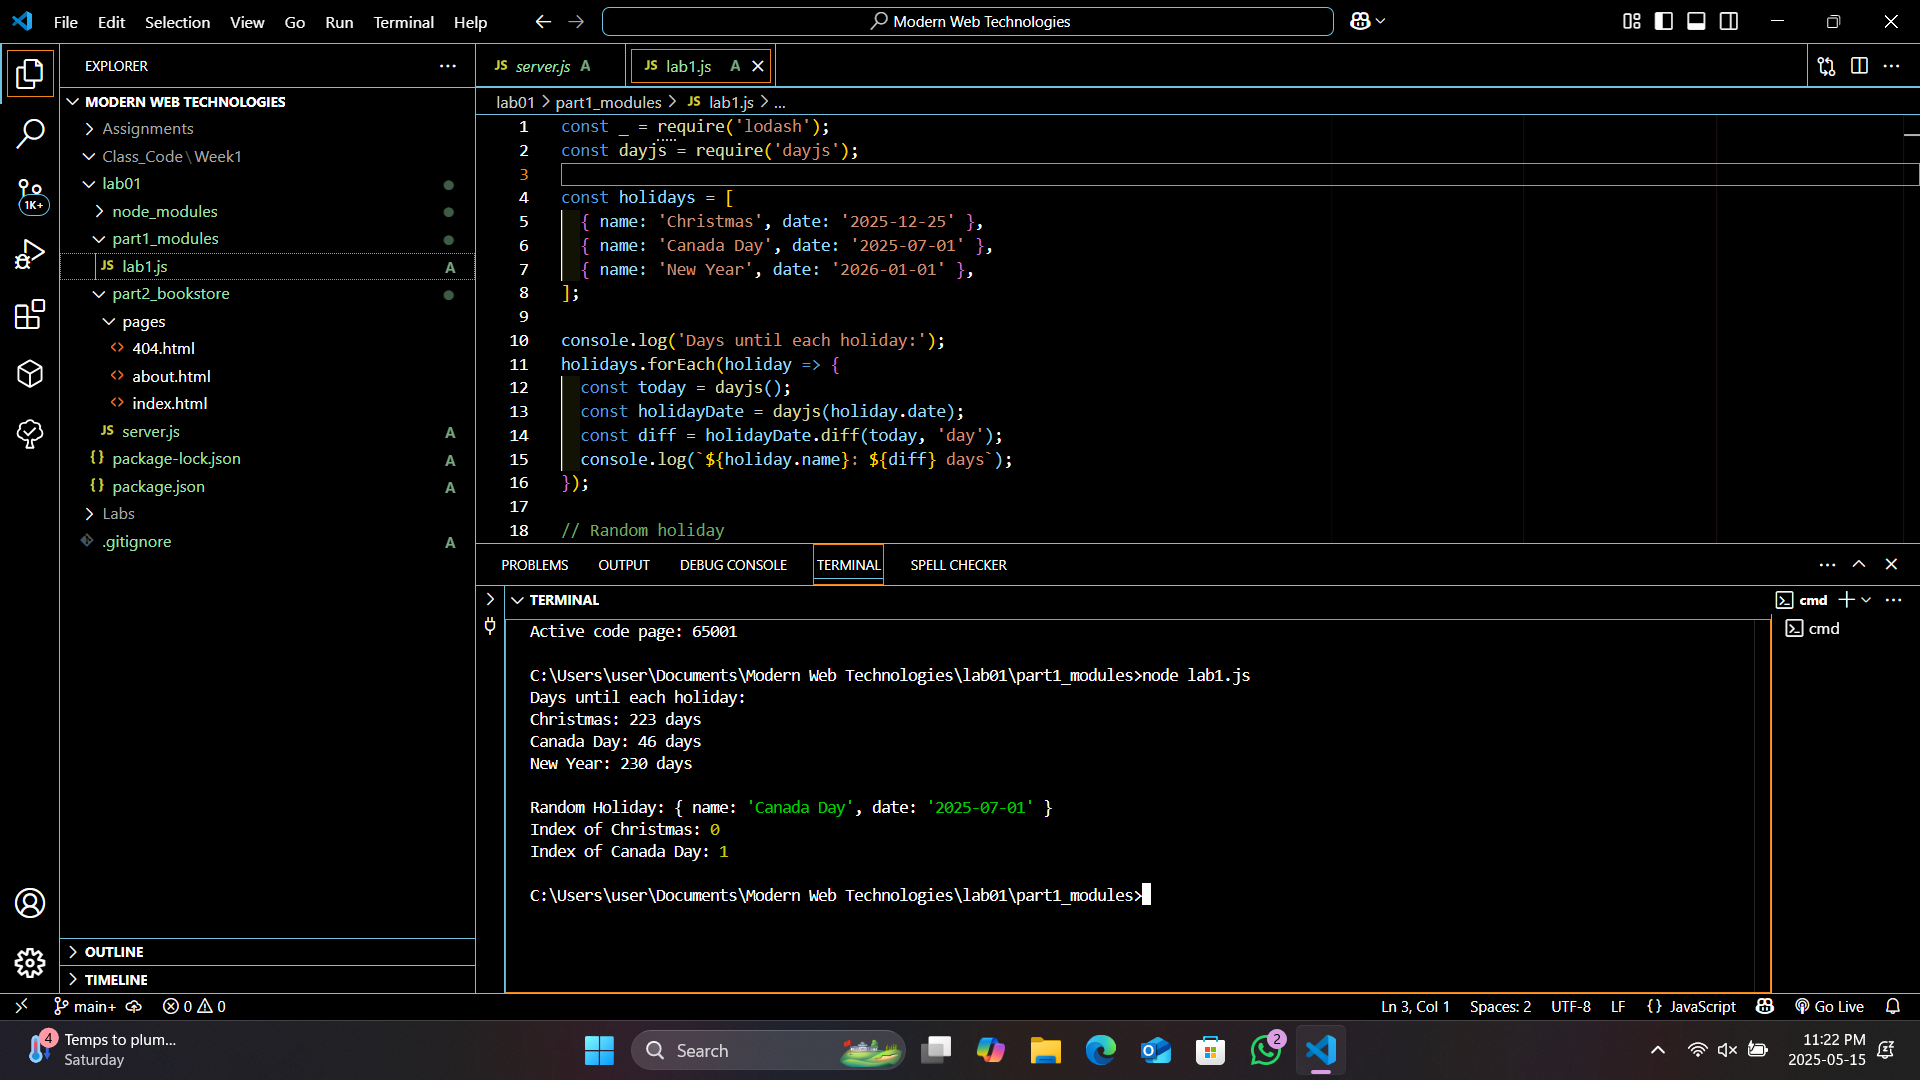 File Edit Selection View Go Run Terminal Help
Modern Web Technologies
EXPLORER
MODERN WEB TECHNOLOGIES
Assignments
Class_Code\Week1
lab01
node_modules
part1_modules
JS lab1.js A
part2_bookstore
pages
<> 404.html
<> about.html
<> index.html
JS server.js A
{} package-lock.json A
{} package.json A
Labs
.gitignore A
OUTLINE
TIMELINE
1K+
JS server.js A
JS lab1.js A
lab01 > part1_modules > JS lab1.js > ...
1 const _ = require('lodash');
2 const dayjs = require('dayjs');
3
4 const holidays = [
5 { name: 'Christmas', date: '2025-12-25' },
6 { name: 'Canada Day', date: '2025-07-01' },
7 { name: 'New Year', date: '2026-01-01' },
8 ];
9
10 console.log('Days until each holiday:');
11 holidays.forEach(holiday => {
12 const today = dayjs();
13 const holidayDate = dayjs(holiday.date);
14 const diff = holidayDate.diff(today, 'day');
15 console.log(`${holiday.name}: ${diff} days`);
16 });
17
18 // Random holiday
PROBLEMS OUTPUT DEBUG CONSOLE TERMINAL SPELL CHECKER
TERMINAL
cmd
cmd
Active code page: 65001
C:\Users\user\Documents\Modern Web Technologies\lab01\part1_modules>node lab1.js
Days until each holiday:
Christmas: 223 days
Canada Day: 46 days
New Year: 230 days
Random Holiday: { name: 'Canada Day', date: '2025-07-01' }
Index of Christmas: 0
Index of Canada Day: 1
C:\Users\user\Documents\Modern Web Technologies\lab01\part1_modules>
main+ 0 0
Ln 3, Col 1 Spaces: 2 UTF-8 LF {} JavaScript Go Live
4
Temps to plum...
Saturday
Search
2
11:22 PM
2025-05-15